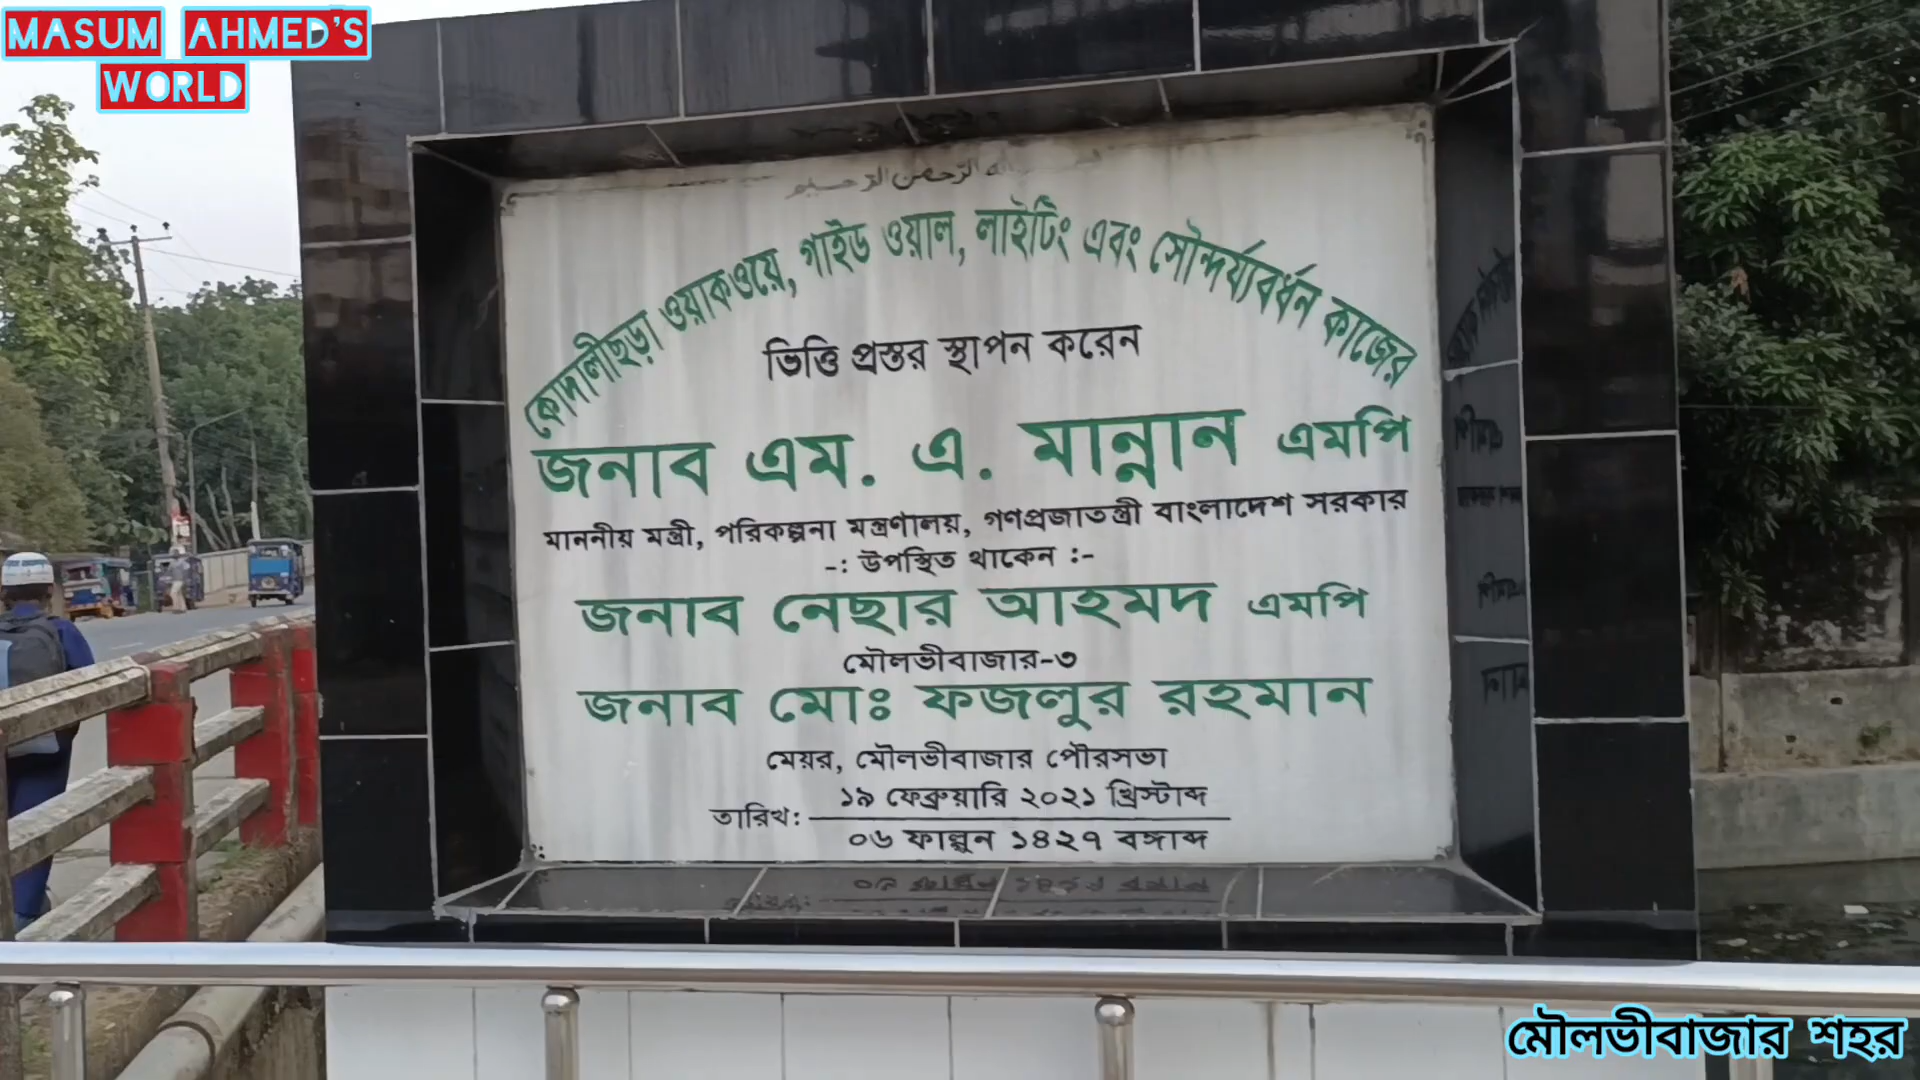 MASUM AHMED'S
WORLD
الرحمن الرحيم
কোদালীছড়া ওয়াকওয়ে, গাইড ওয়াল, লাইটিং এবং সৌন্দর্য্যবর্ধন কাজের
ভিত্তি প্রস্তর স্থাপন করেন
জনাব এম. এ. মান্নান এমপি
মাননীয় মন্ত্রী, পরিকল্পনা মন্ত্রণালয়, গণপ্রজাতন্ত্রী বাংলাদেশ সরকার
-: উপস্থিত থাকেন :-
জনাব নেছার আহমদ এমপি
মৌলভীবাজার-৩
জনাব মোঃ ফজলুর রহমান
মেয়র, মৌলভীবাজার পৌরসভা
তারিখ: ১৯ ফেব্রুয়ারি ২০২১ খ্রিস্টাব্দ
০৬ ফাল্গুন ১৪২৭ বঙ্গাব্দ
মৌলভীবাজার শহর